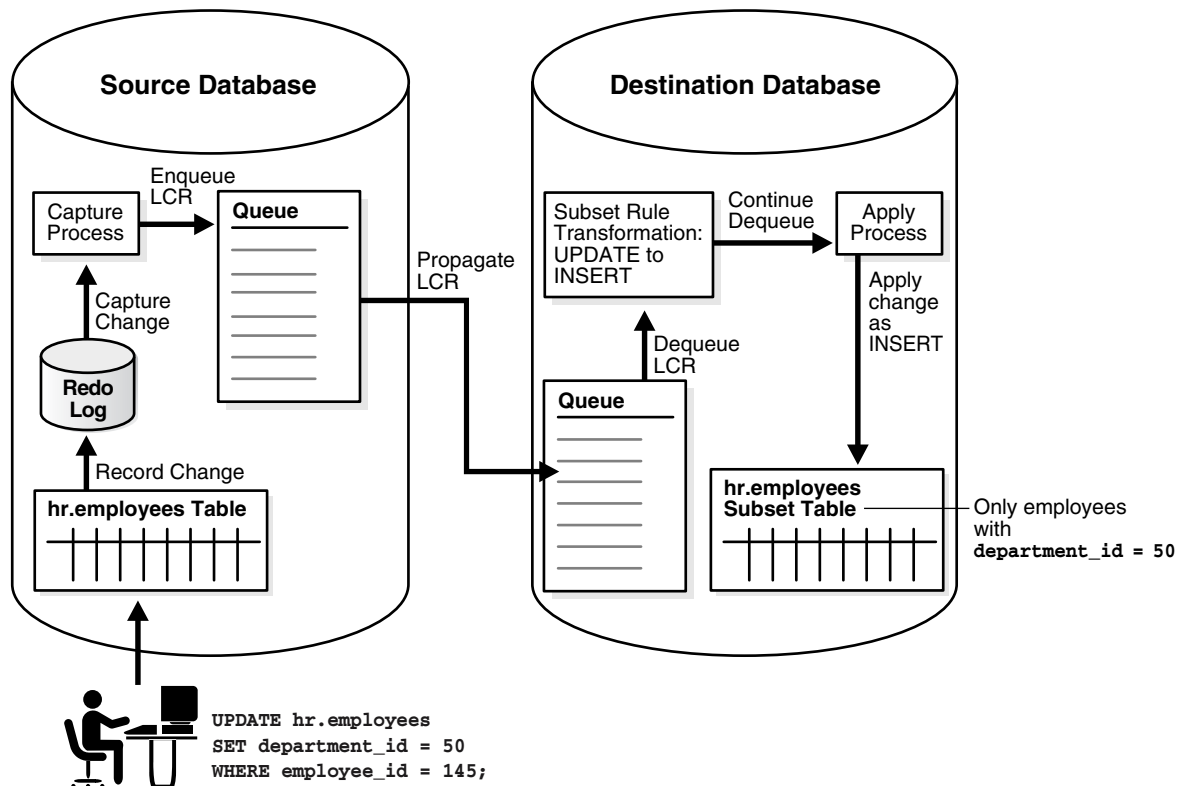 Source Database
Capture
Process
Enqueue
LCR
Queue
Capture
Change
Redo
Log
Record Change
hr.employees Table
Propagate
LCR
Destination Database
Subset Rule
Transformation:
UPDATE to
INSERT
Continue
Dequeue
Apply
Process
Apply
change
as
INSERT
Dequeue
LCR
Queue
hr.employees
Subset Table
Only employees
with
department_id = 50
UPDATE hr.employees
SET department_id = 50
WHERE employee_id = 145;